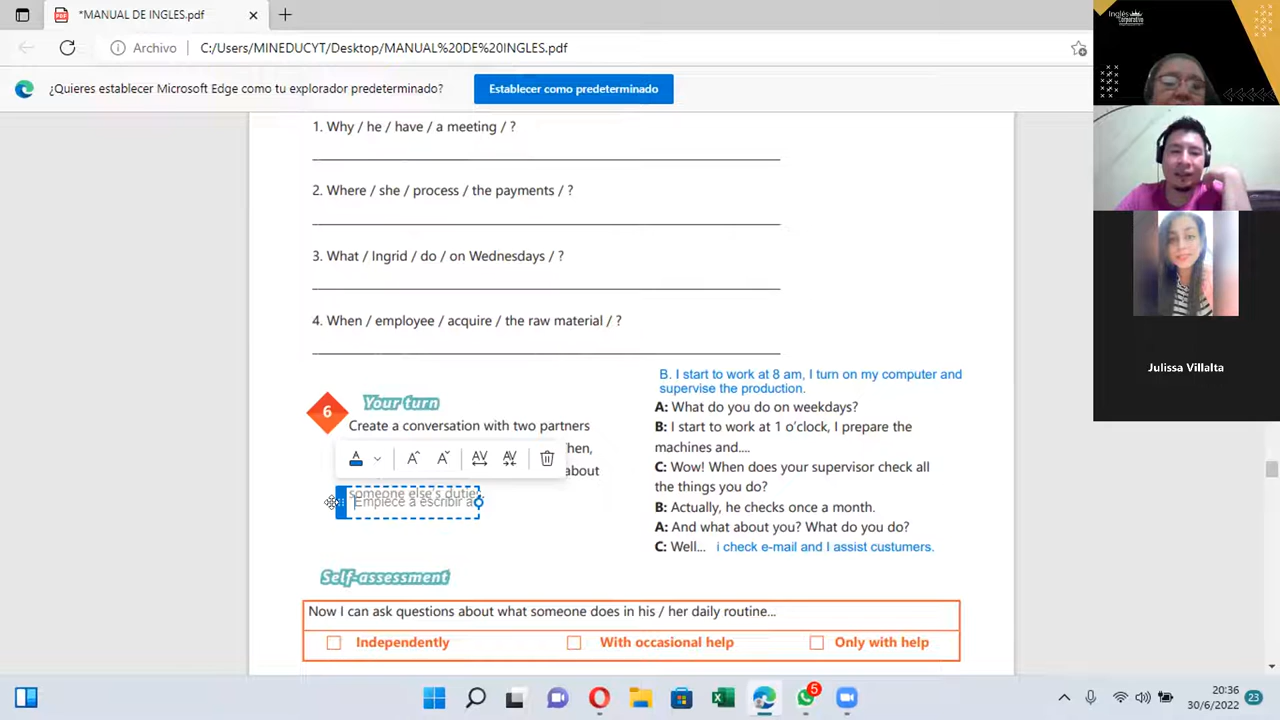 *MANUAL DE INGLES.pdf
Archivo
C:/Users/MINEDUCYT/Desktop/MANUAL%20DE%20INGLES.pdf
¿Quieres establecer Microsoft Edge como tu explorador predeterminado?
Establecer como predeterminado
1. Why / he / have / a meeting / ?
2. Where / she / process / the payments / ?
3. What / Ingrid / do / on Wednesdays / ?
4. When / employee / acquire / the raw material / ?
6
Your turn
Create a conversation with two partners
hen,
about
someone else's dutie
Empiece a escribir a
B. I start to work at 8 am, I turn on my computer and
supervise the production.
A: What do you do on weekdays?
B: I start to work at 1 o'clock, I prepare the
machines and....
C: Wow! When does your supervisor check all
the things you do?
B: Actually, he checks once a month.
A: And what about you? What do you do?
C: Well... i check e-mail and I assist custumers.
Self-assessment
Now I can ask questions about what someone does in his / her daily routine...
Independently
With occasional help
Only with help
Inglés
Corporativo
Julissa Villalta
5
20:36
30/6/2022
23